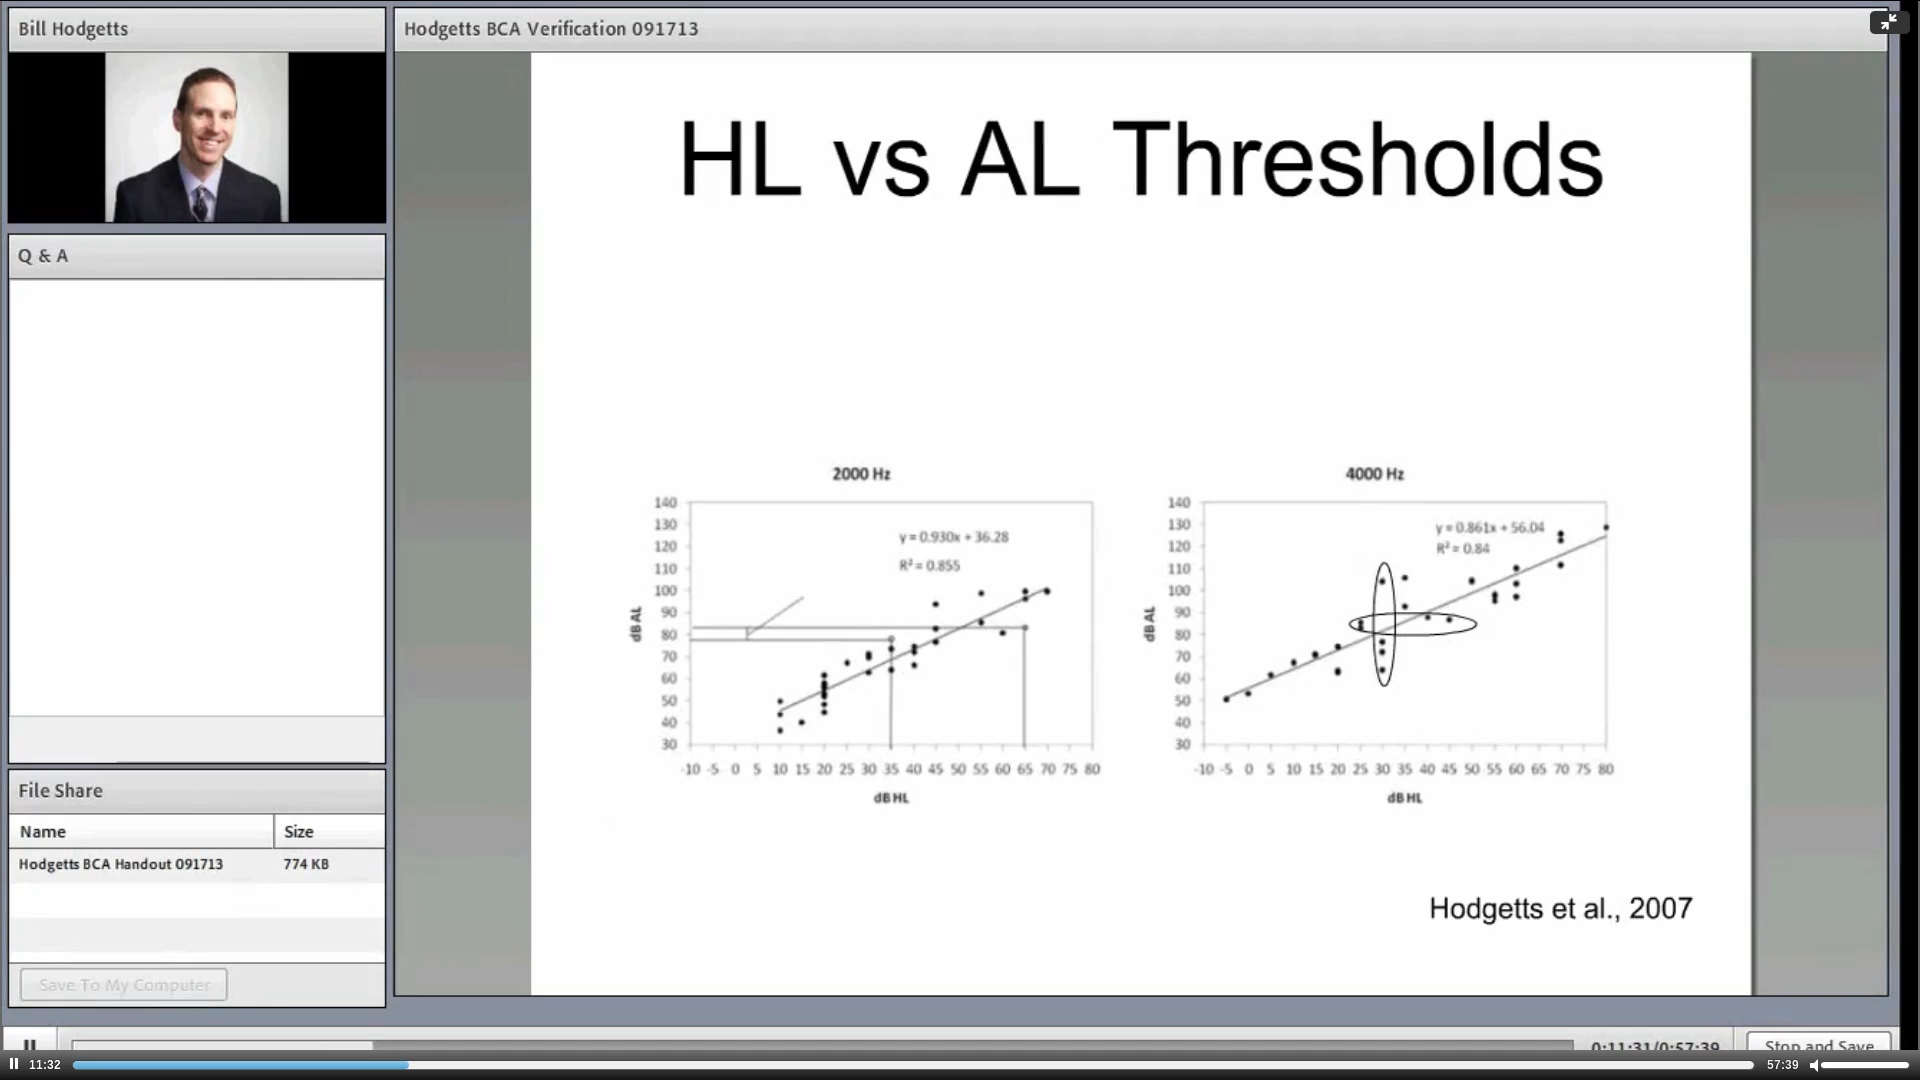 Bill Hodgetts
Hodgetts BCA Verification 091713
Q & A
HL vs AL Thresholds
2000 Hz
140
130
120
110
100
90
80
70
60
50
40
30
dB AL
y = 0.930x + 36.28
R² = 0.855
-10 -5 0 5 10 15 20 25 30 35 40 45 50 55 60 65 70 75 80
dB HL
4000 Hz
140
130
120
110
100
90
80
70
60
50
40
30
dB AL
y = 0.861x + 56.04
R² = 0.84
-10 -5 0 5 10 15 20 25 30 35 40 45 50 55 60 65 70 75 80
dB HL
Hodgetts et al., 2007
File Share
Name Size
Hodgetts BCA Handout 091713 774 KB
Save To My Computer
0:11:31/0:57:39
Stop and Save
11:32
57:39